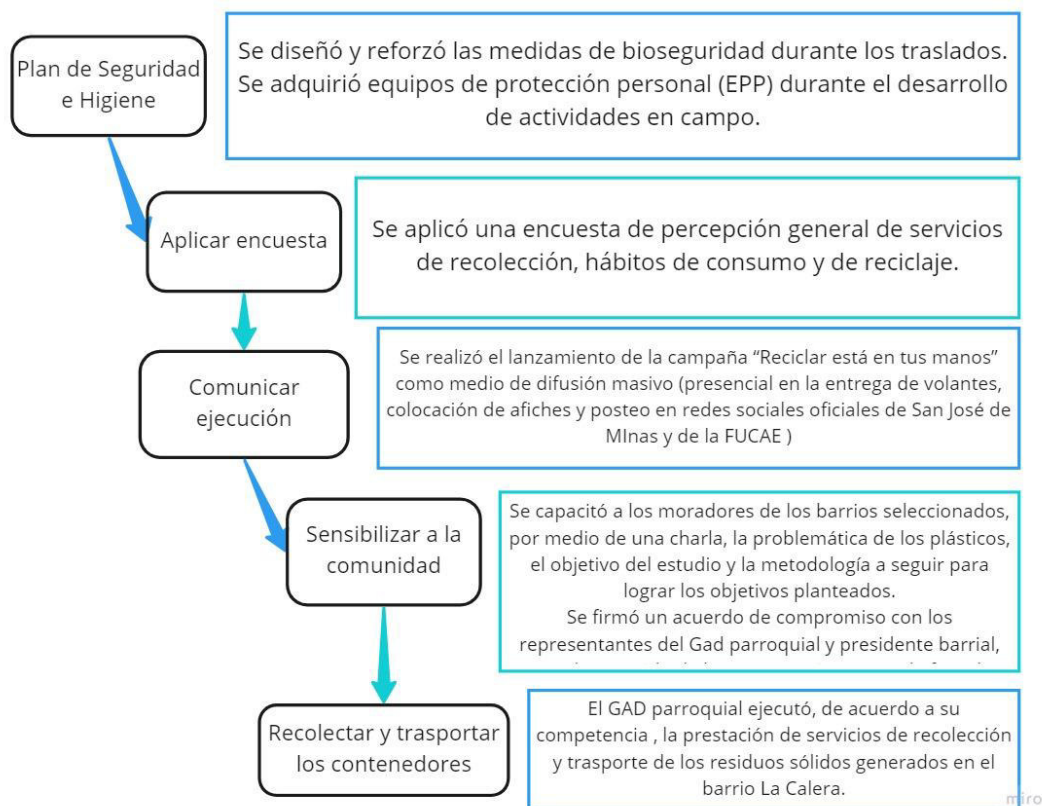 Plan de Seguridad
e Higiene
Se diseñó y reforzó las medidas de bioseguridad durante los traslados.
Se adquirió equipos de protección personal (EPP) durante el desarrollo
de actividades en campo.
Aplicar encuesta
Se aplicó una encuesta de percepción general de servicios
de recolección, hábitos de consumo y de reciclaje.
Comunicar
ejecución
Se realizó el lanzamiento de la campaña “Reciclar está en tus manos”
como medio de difusión masivo (presencial en la entrega de volantes,
colocación de afiches y posteo en redes sociales oficiales de San José de
MInas y de la FUCAE )
Sensibilizar a la
comunidad
Se capacitó a los moradores de los barrios seleccionados,
por medio de una charla, la problemática de los plásticos,
el objetivo del estudio y la metodología a seguir para
lograr los objetivos planteados.
Se firmó un acuerdo de compromiso con los
representantes del Gad parroquial y presidente barrial,
Recolectar y trasportar
los contenedores
El GAD parroquial ejecutó, de acuerdo a su
competencia , la prestación de servicios de recolección
y trasporte de los residuos sólidos generados en el
barrio La Calera.
miro